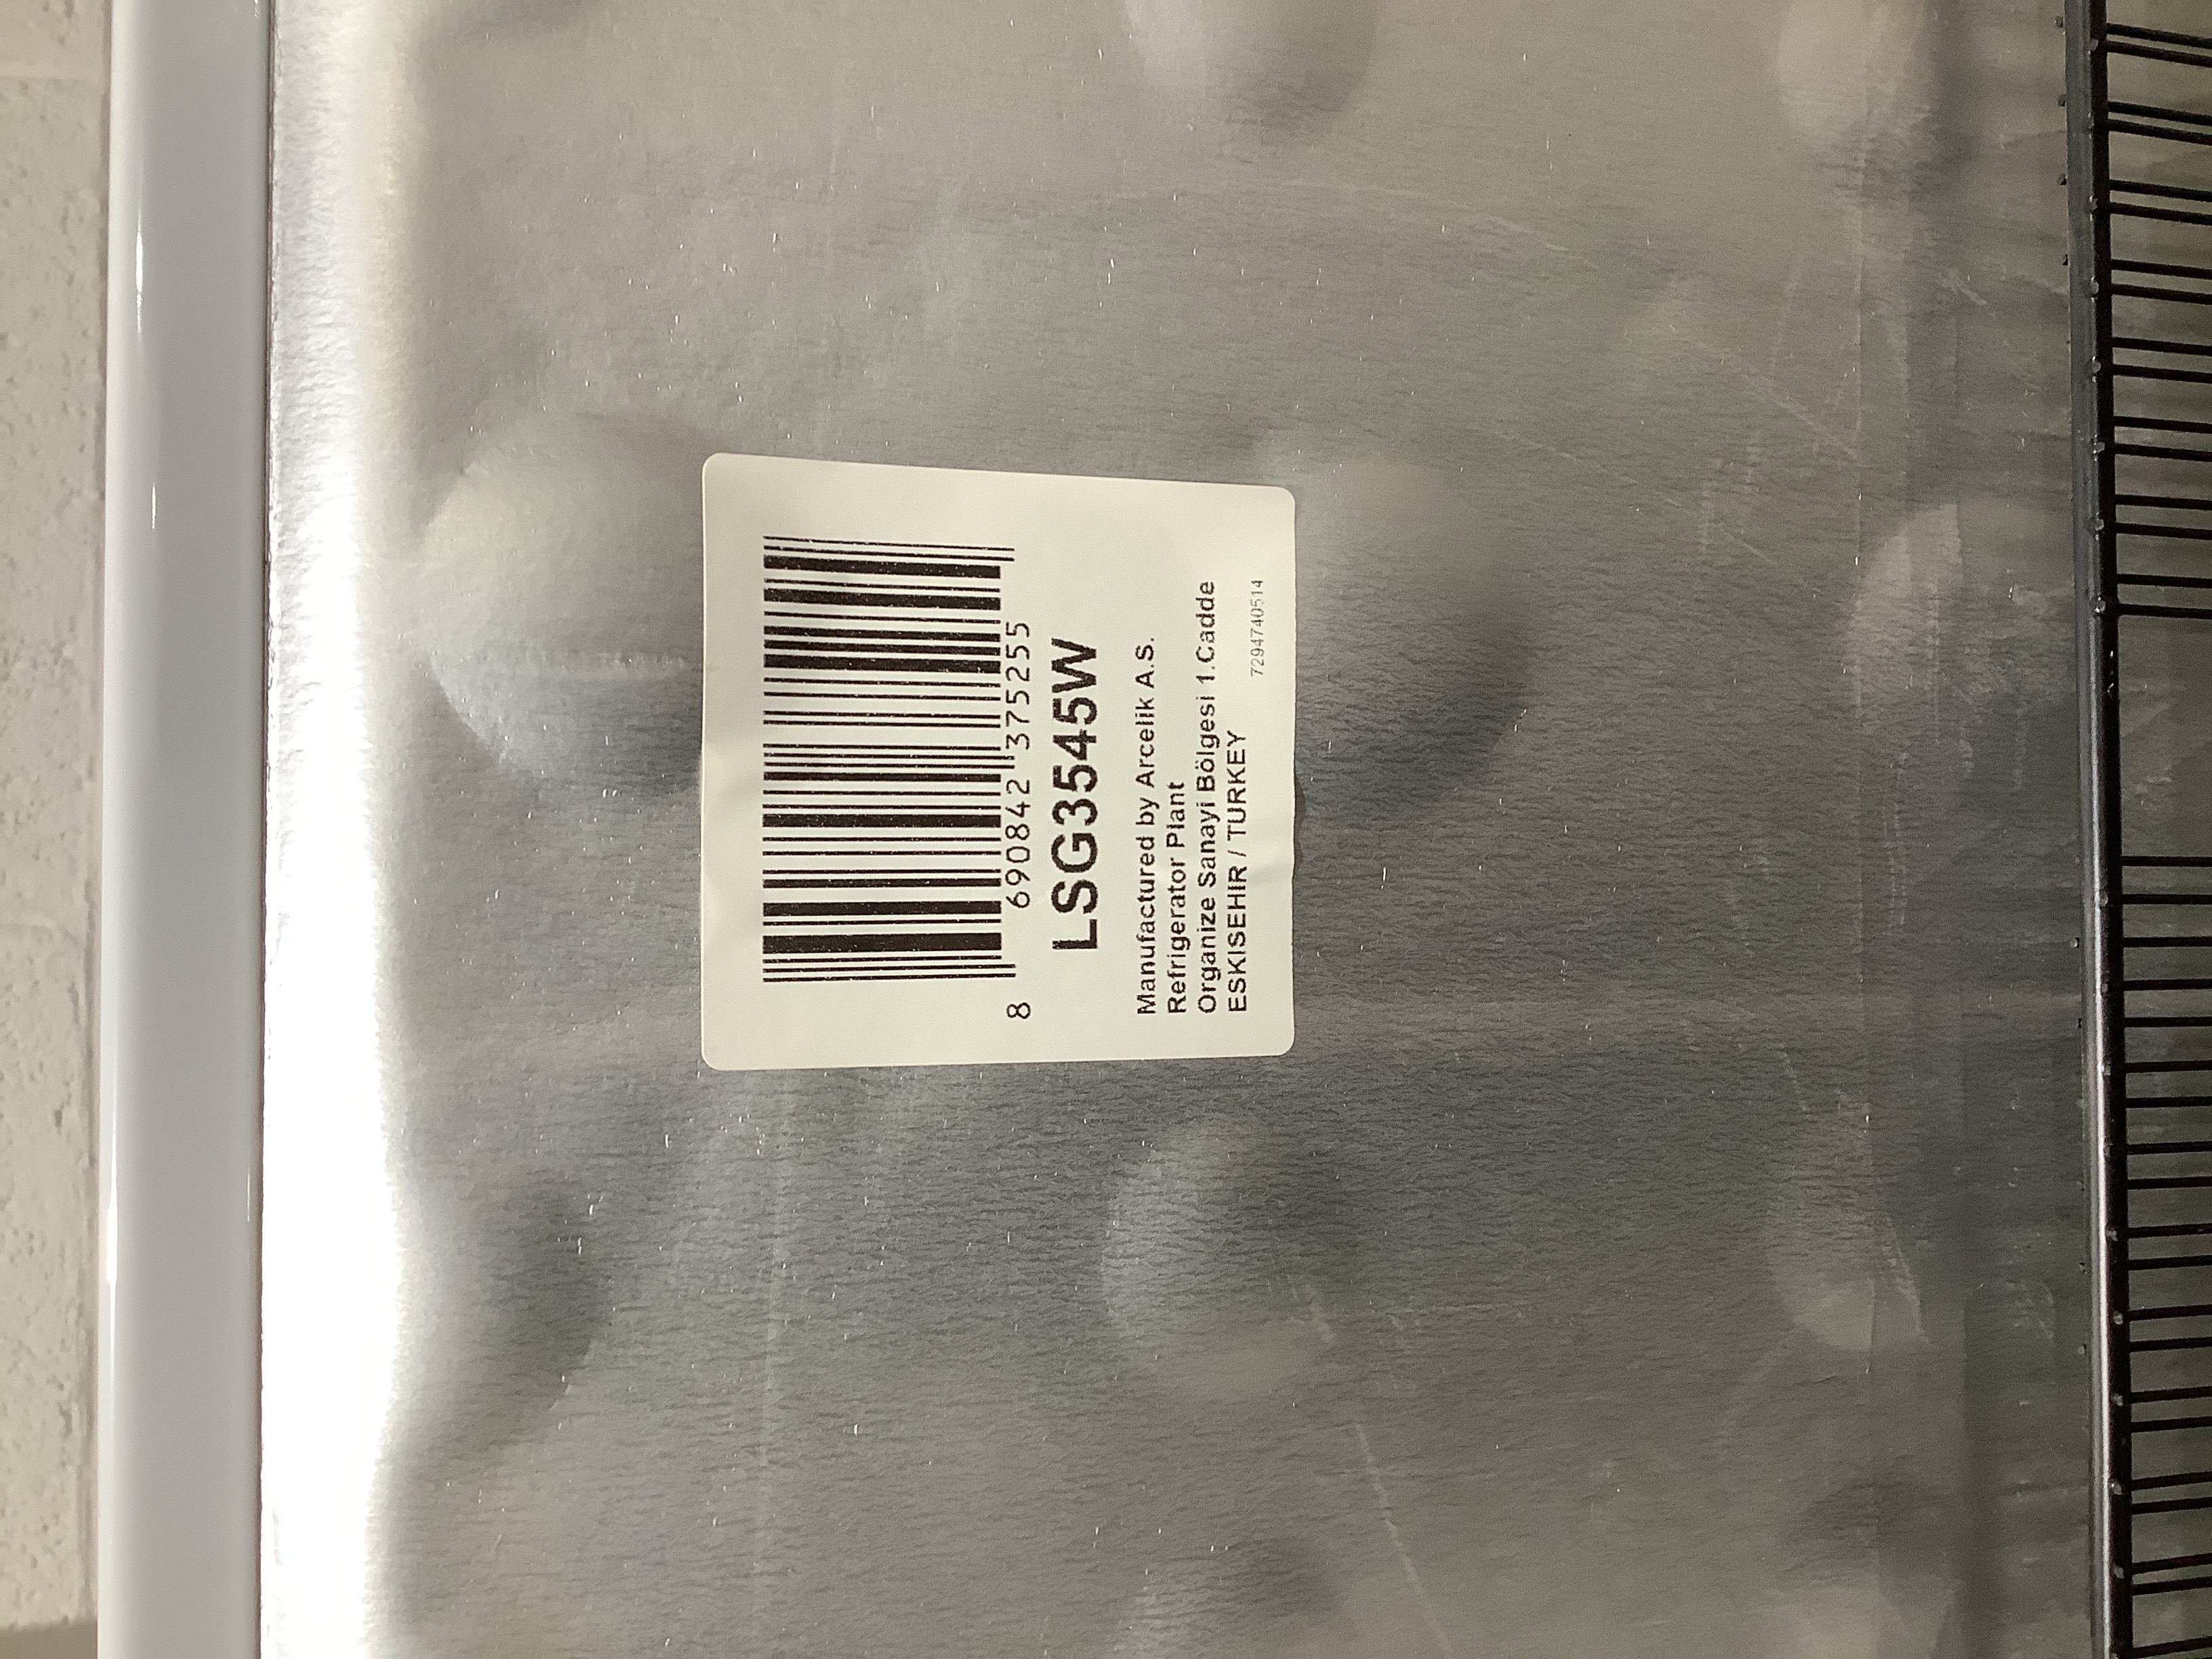 8 690842 375255
LSG3545W
Manufactured by Arcelik A.S.
Refrigerator Plant
Organize Sanayi Bölgesi 1.Cadde
ESKISEHIR / TURKEY
7294740514